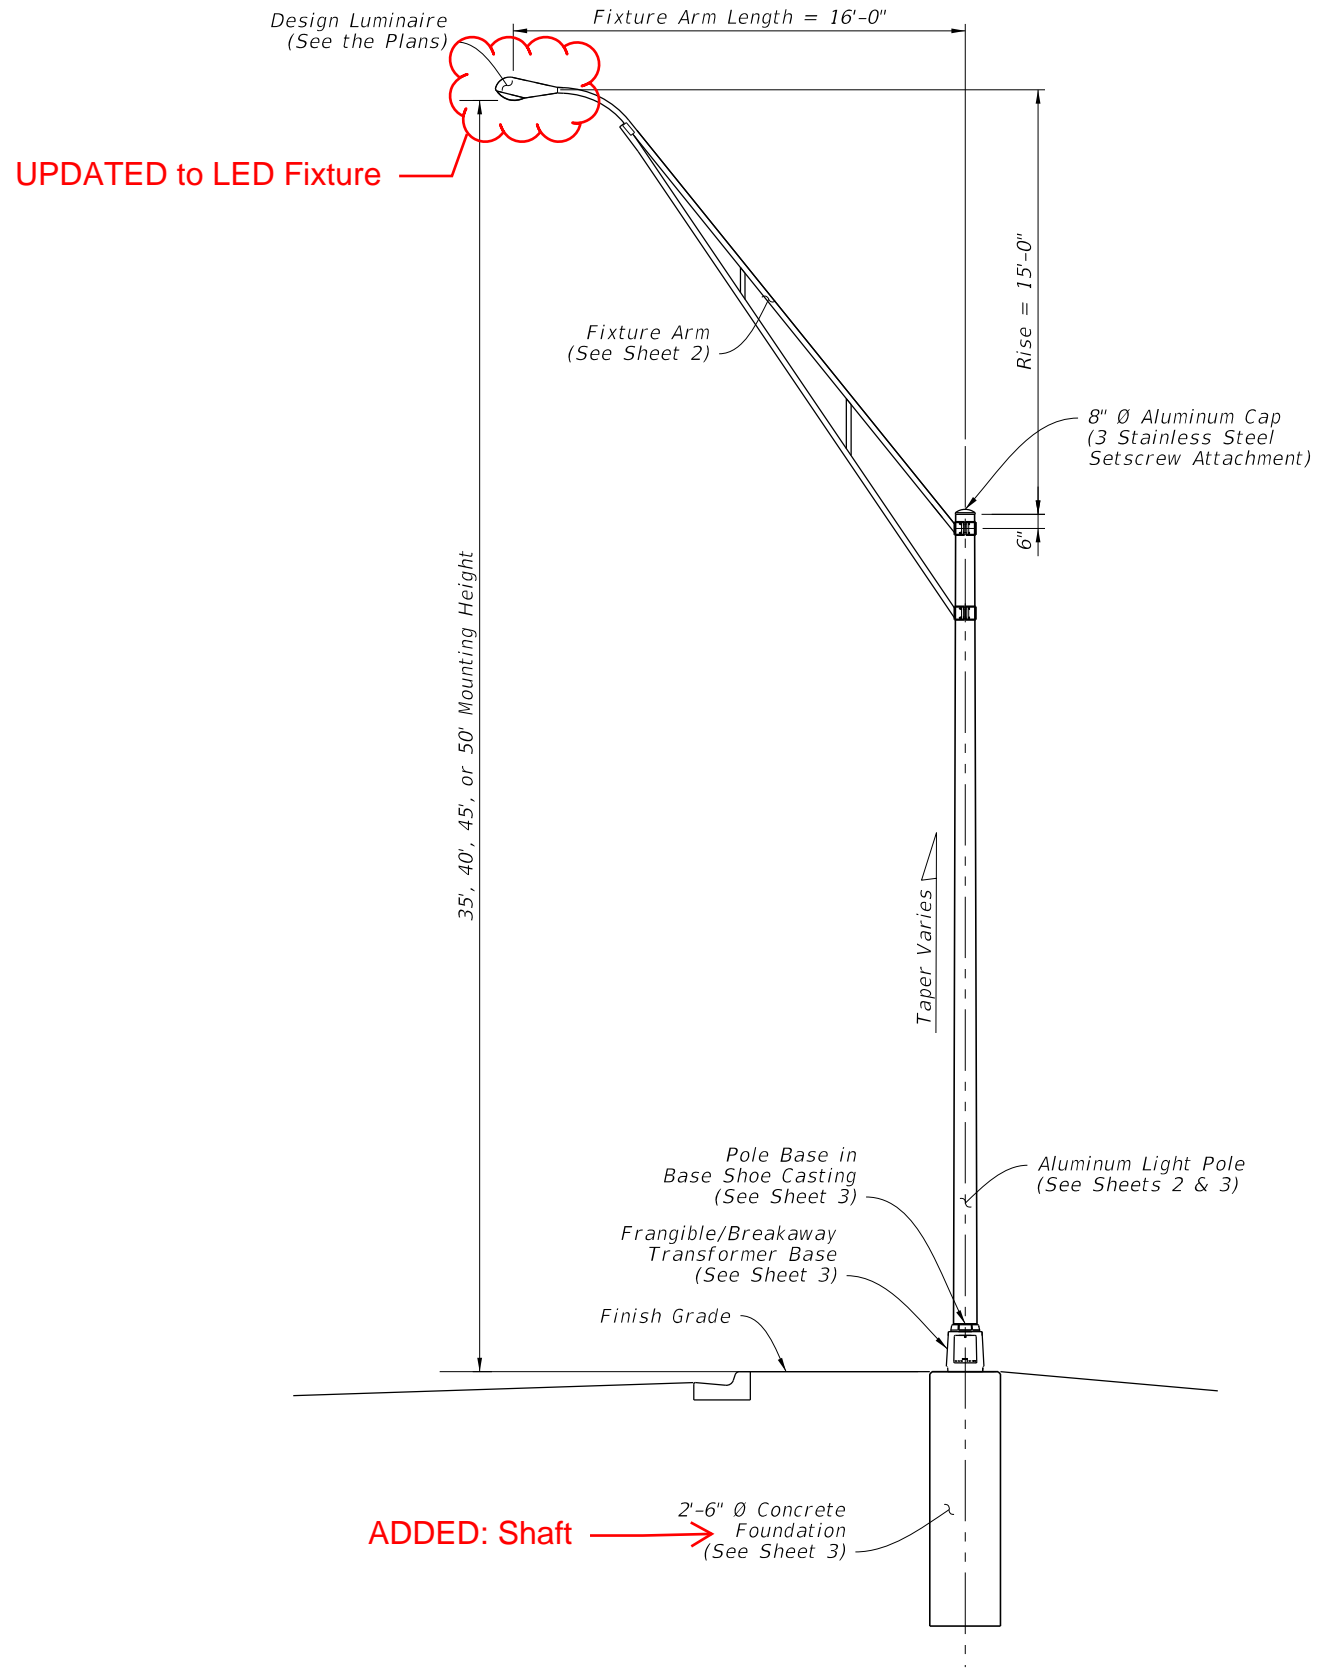 Design Luminaire
(See the Plans)
Fixture Arm Length = 16'-0"
UPDATED to LED Fixture
Rise = 15'-0"
Fixture Arm
(See Sheet 2)
8" Ø Aluminum Cap
(3 Stainless Steel
Setscrew Attachment)
6"
35', 40', 45', or 50' Mounting Height
Taper Varies
Pole Base in
Base Shoe Casting
(See Sheet 3)
Aluminum Light Pole
(See Sheets 2 & 3)
Frangible/Breakaway
Transformer Base
(See Sheet 3)
Finish Grade
2'-6" Ø Concrete
Foundation
(See Sheet 3)
ADDED: Shaft